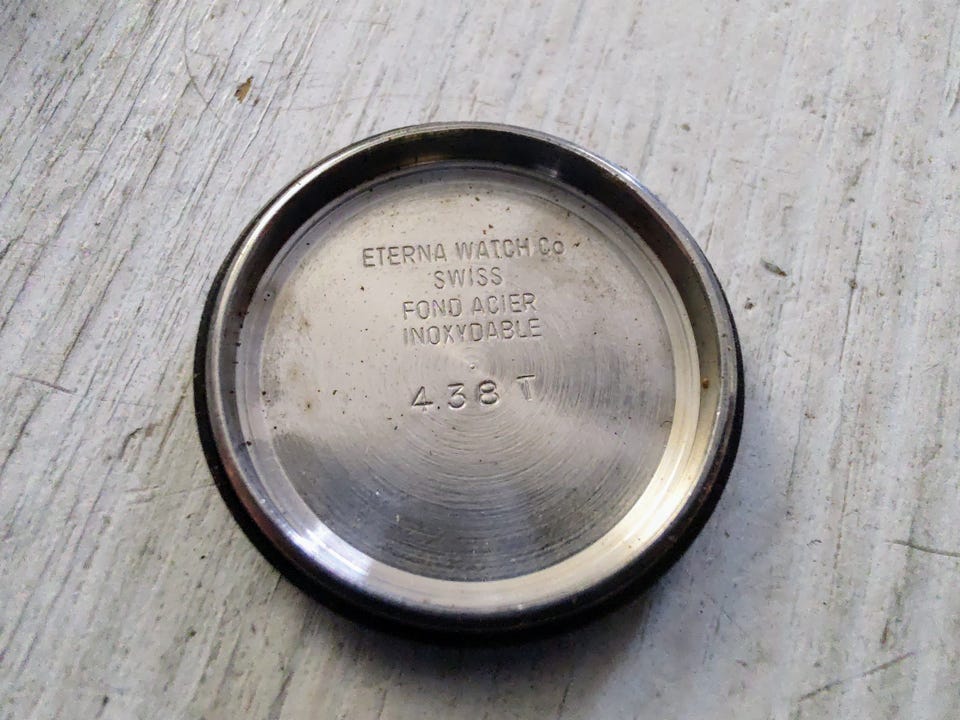 ETERNA WATCH Co
SWISS
FOND ACIER
INOXYDABLE
438 T